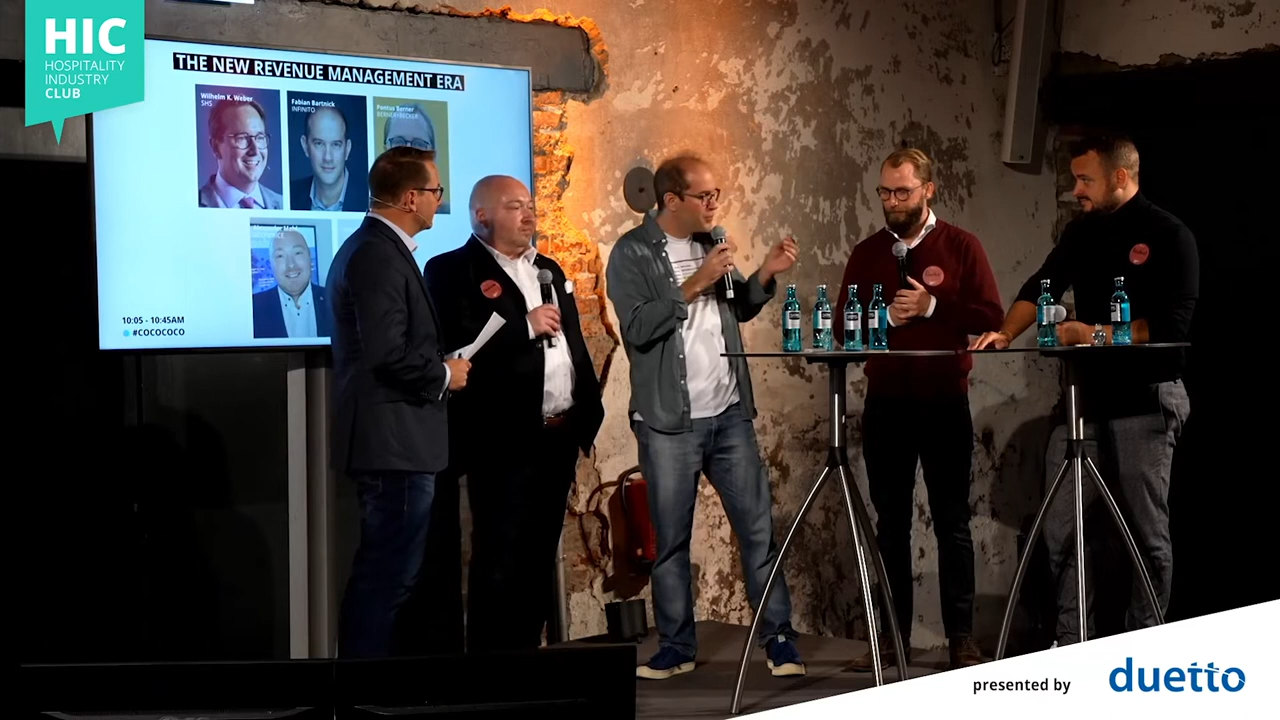 HIC
HOSPITALITY
INDUSTRY
CLUB
THE NEW REVENUE MANAGEMENT ERA
Wilhelm K. Weber
SHS
Fabian Bartnick
INFINITO
Pontus Berner
BERNER+BECKER
10:05 - 10:45AM
#COCOCOCO
presented by
duetto